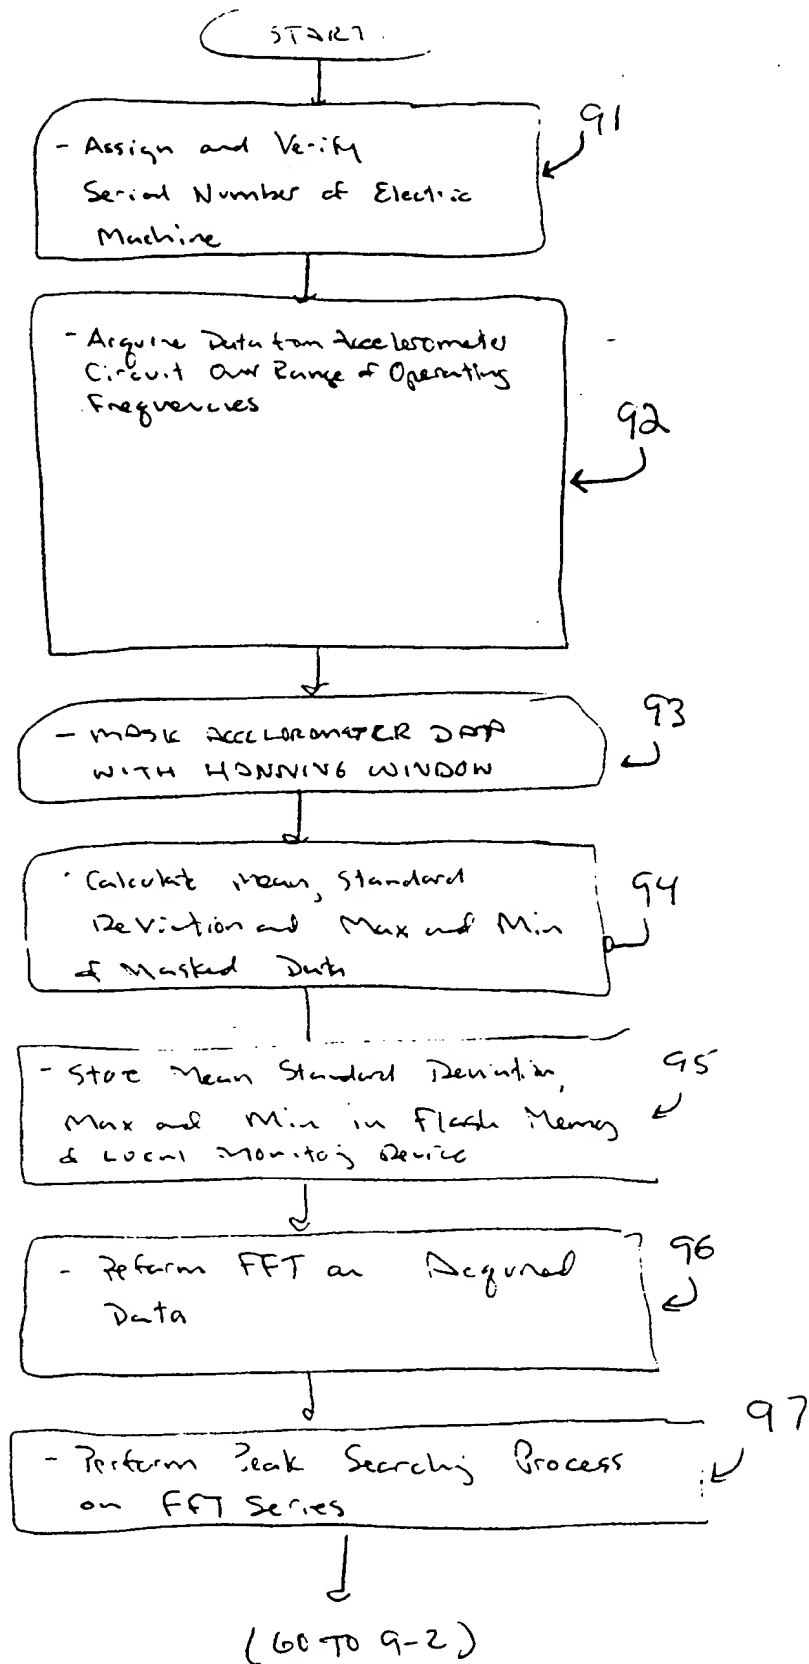 START
91
- Assign and Verify
Serial Number of Electric
Machine
- Acquire Data from Accelerometer
Circuit Over Range of Operating
Frequencies
92
93
- MASK ACCELOROMETER DATA
WITH HANNING WINDOW
94
- Calculate Mean, Standard
Deviation and Max and Min
of Masked Data
95
- Store Mean Standard Deviation,
Max and Min in Flash Memory
of Local Monitoring Device
96
- Perform FFT on Acquired
Data
97
- Perform Peak Searching Process
on FFT Series
(GO TO 9-2)